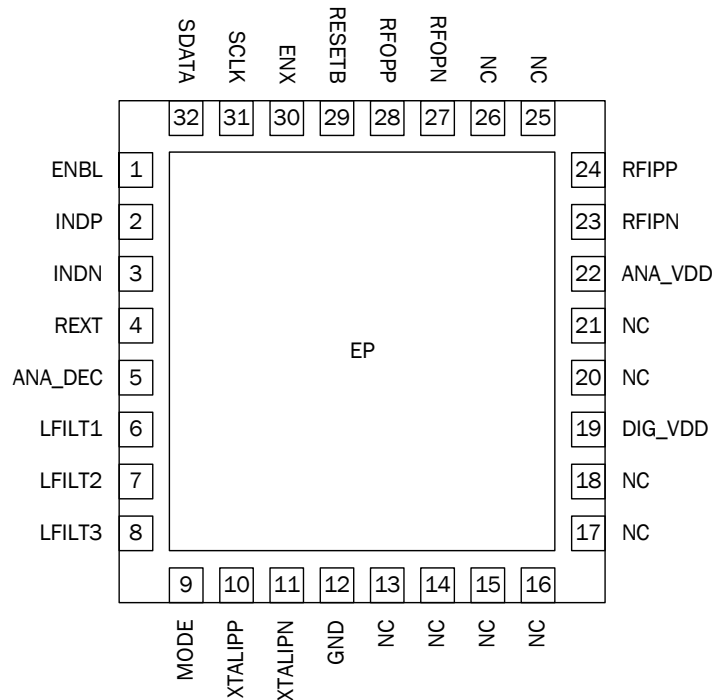 SDATA SCLK ENX RESETB RFOPP RFOPN NC NC
32 31 30 29 28 27 26 25
ENBL 1 24 RFIPP
INDP 2 23 RFIPN
INDN 3 22 ANA_VDD
REXT 4 21 NC
EP
ANA_DEC 5 20 NC
LFILT1 6 19 DIG_VDD
LFILT2 7 18 NC
LFILT3 8 17 NC
9 10 11 12 13 14 15 16
MODE XTALIPP XTALIPN GND NC NC NC NC